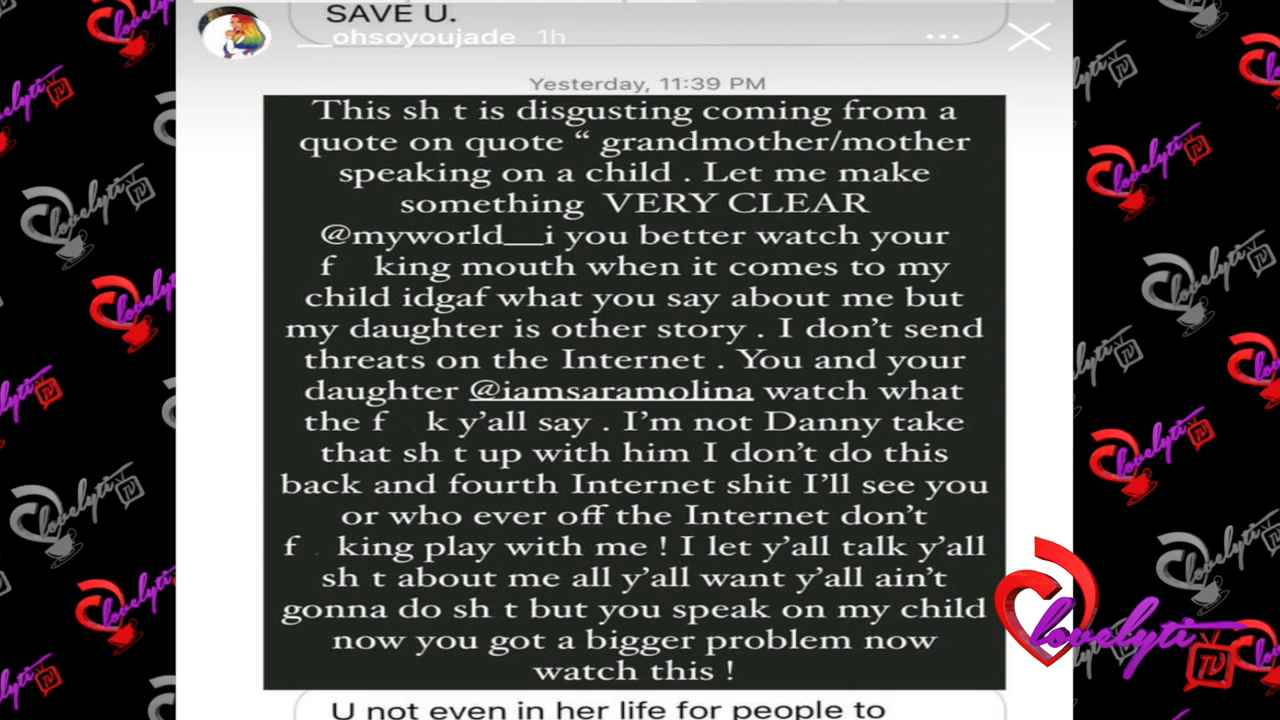 SAVE U.
__ohsoyoujade 1h
Yesterday, 11:39 PM
This sh t is disgusting coming from a
quote on quote “ grandmother/mother
speaking on a child . Let me make
something VERY CLEAR
@myworld__i you better watch your
f king mouth when it comes to my
child idgaf what you say about me but
my daughter is other story . I don’t send
threats on the Internet . You and your
daughter @iamsaramolina watch what
the f k y’all say . I’m not Danny take
that sh t up with him I don’t do this
back and fourth Internet shit I’ll see you
or who ever off the Internet don’t
f king play with me ! I let y’all talk y’all
sh t about me all y’all want y’all ain’t
gonna do sh t but you speak on my child
now you got a bigger problem now
watch this !
U not even in her life for people to
lovelyti
TV